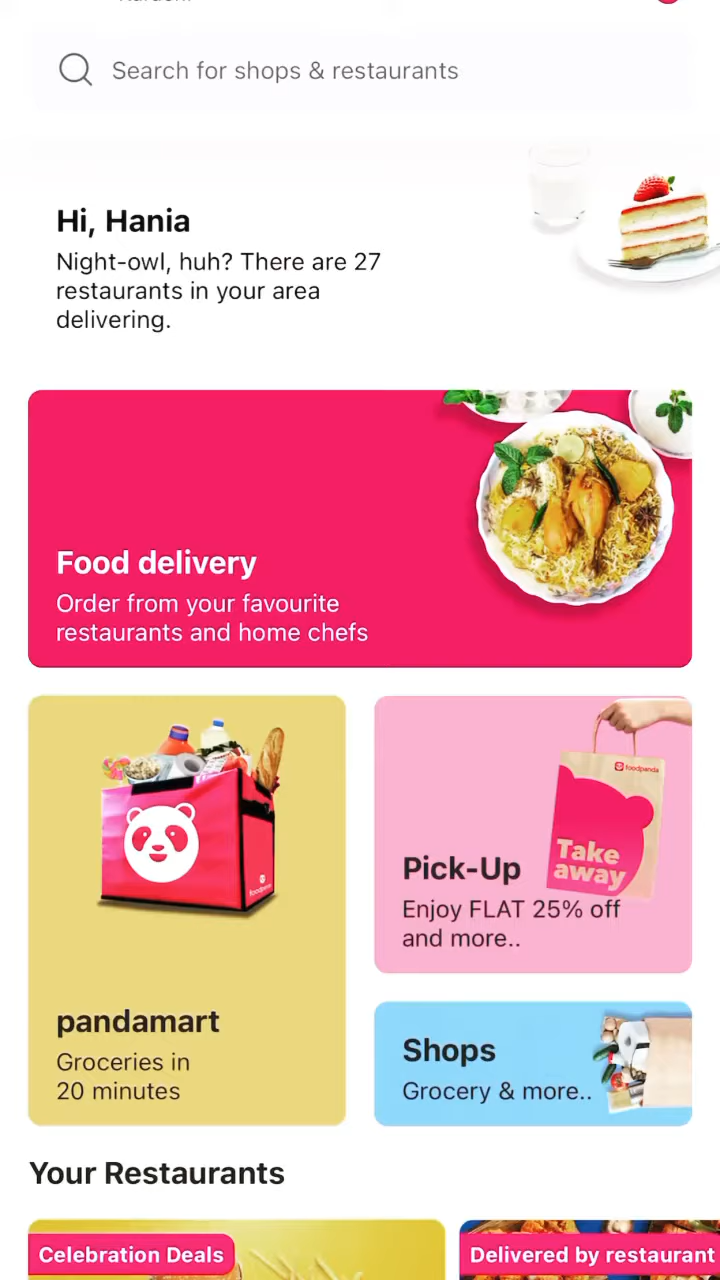 Search for shops & restaurants
Hi, Hania
Night-owl, huh? There are 27
restaurants in your area
delivering.
Food delivery
Order from your favourite
restaurants and home chefs
foodpanda
pandamart
Groceries in
20 minutes
foodpanda
Take
away
Pick-Up
Enjoy FLAT 25% off
and more..
Shops
Grocery & more..
Your Restaurants
Celebration Deals
Delivered by restaurant